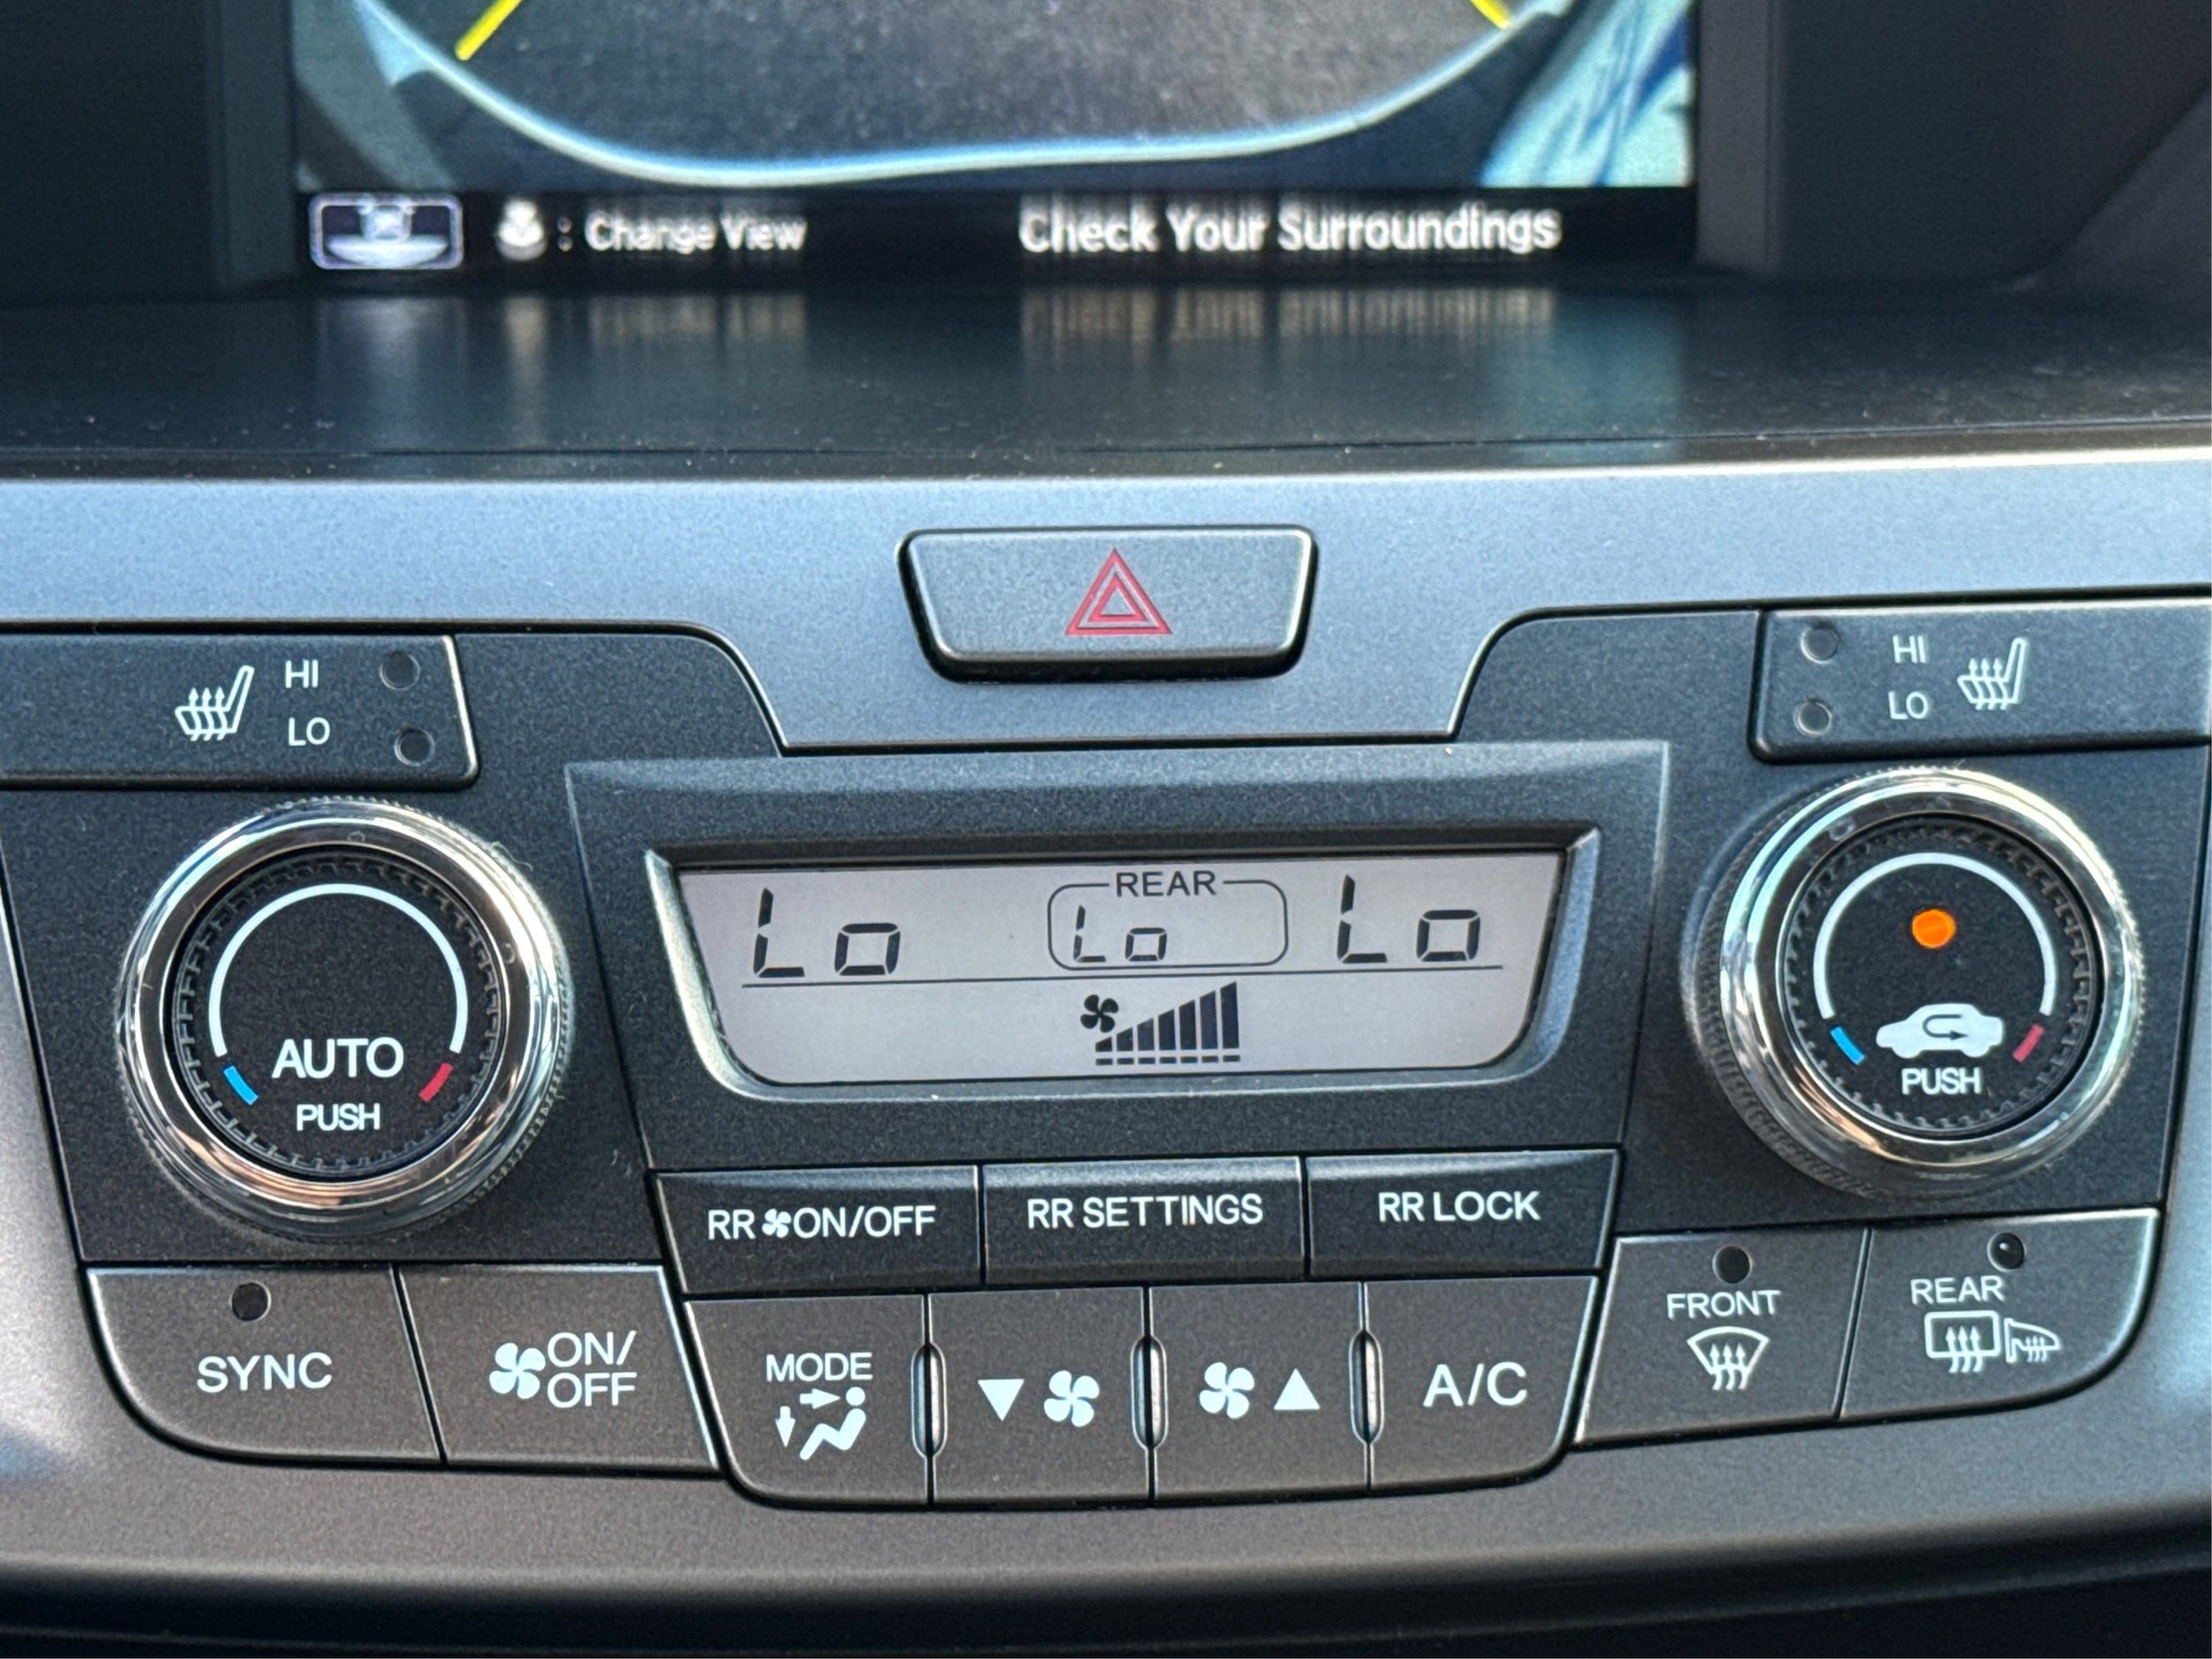 : Change View
Check Your Surroundings
HI
LO
HI
LO
REAR
Lo
Lo
Lo
AUTO
PUSH
PUSH
RR ON/OFF
RR SETTINGS
RR LOCK
SYNC
ON/
OFF
MODE
A/C
FRONT
REAR